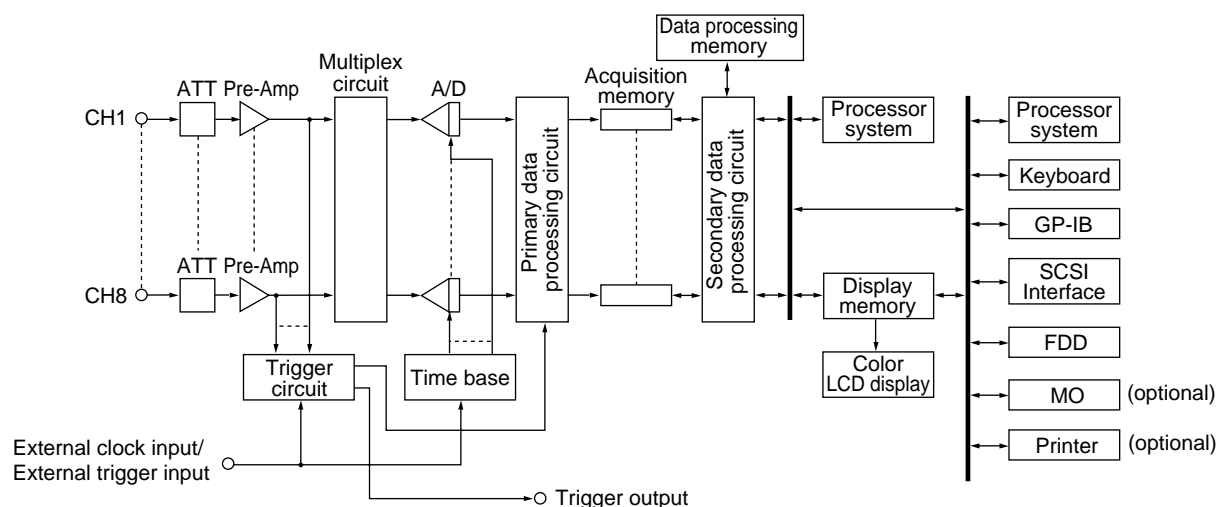 Data processing
memory
Multiplex
circuit
ATT Pre-Amp
A/D
Acquisition
memory
CH1
Processor
system
Processor
system
Keyboard
GP-IB
Primary data
processing circuit
Secondary data
processing circuit
ATT Pre-Amp
CH8
Display
memory
SCSI
Interface
Trigger
circuit
Time base
Color
LCD display
FDD
MO (optional)
Printer (optional)
External clock input/
External trigger input
Trigger output